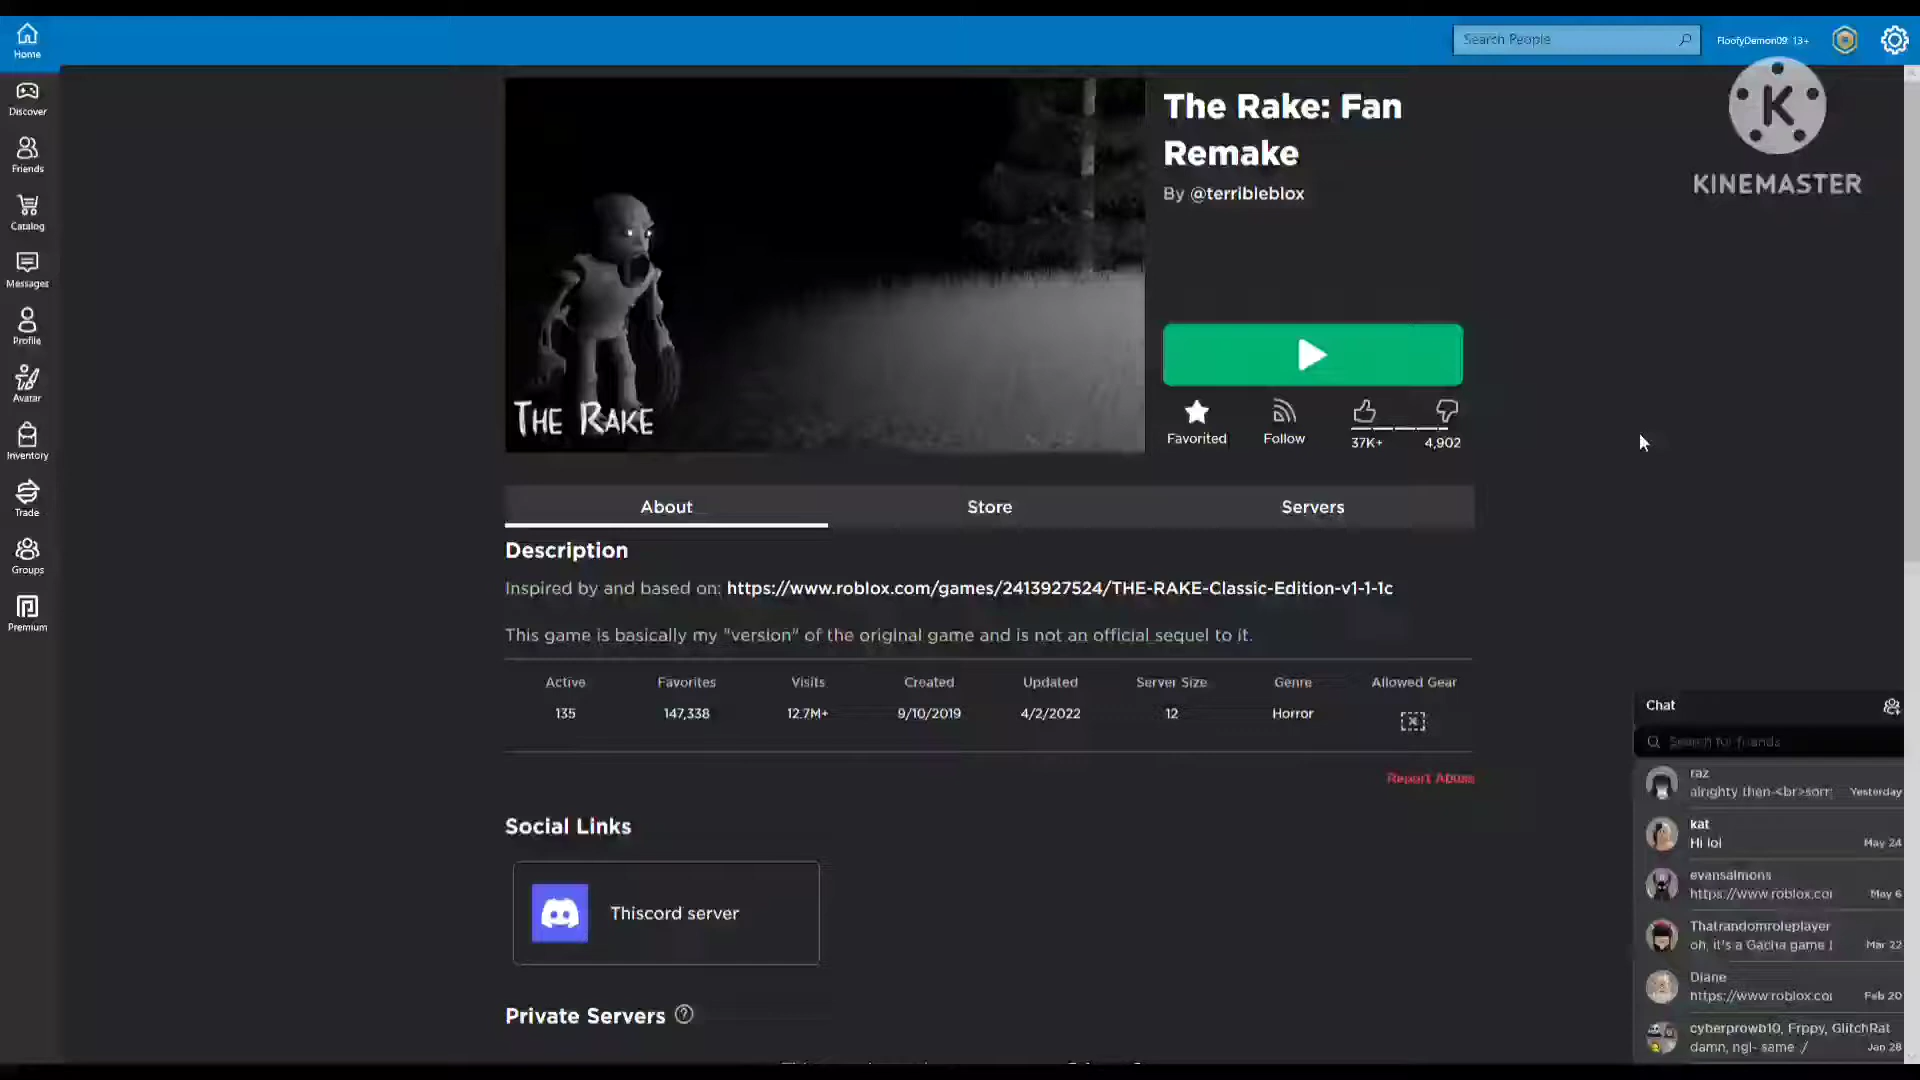 Home
Search People
FloofyDemon09: 13+
Discover
Friends
Catalog
Messages
Profile
Avatar
Inventory
Trade
Groups
Premium
THE RAKE
The Rake: Fan
Remake
By @terribleblox
KINEMASTER
Favorited
Follow
37K+
4,902
About
Store
Servers
Description
Inspired by and based on: https://www.roblox.com/games/2413927524/THE-RAKE-Classic-Edition-v1-1-1c
This game is basically my "version" of the original game and is not an official sequel to it.
Active Favorites Visits Created Updated Server Size Genre Allowed Gear
135 147,338 12.7M+ 9/10/2019 4/2/2022 12 Horror
Report Abuse
Social Links
Thiscord server
Private Servers
Chat
Search for friends
raz
alrighty then-<br>sorr Yesterday
kat
Hi lol May 24
evansalmons
https://www.roblox.co May 6
Thatrandomroleplayer
oh, it's a Gacha game Mar 22
Diane
https://www.roblox.co Feb 20
cyberprowb10, Frppy, GlitchRat
damn, ngl- same :/ Jan 28